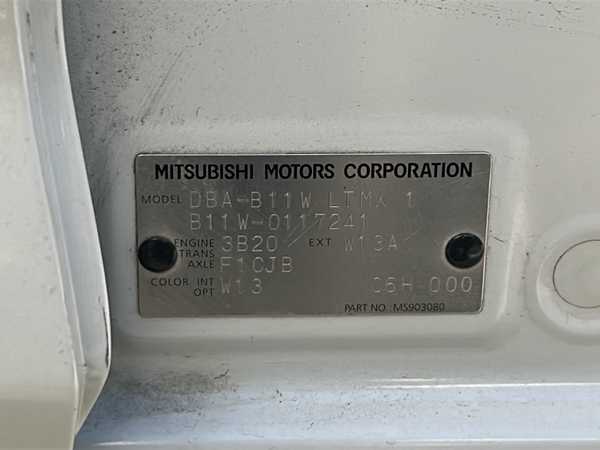 MITSUBISHI MOTORS CORPORATION
MODEL DBA-B11W LTMX 1
B11W-0117241
ENGINE 3B20 EXT W13A
TRANS AXLE F1CJB
COLOR INT OPT W13 C5H-000
PART NO MS903080